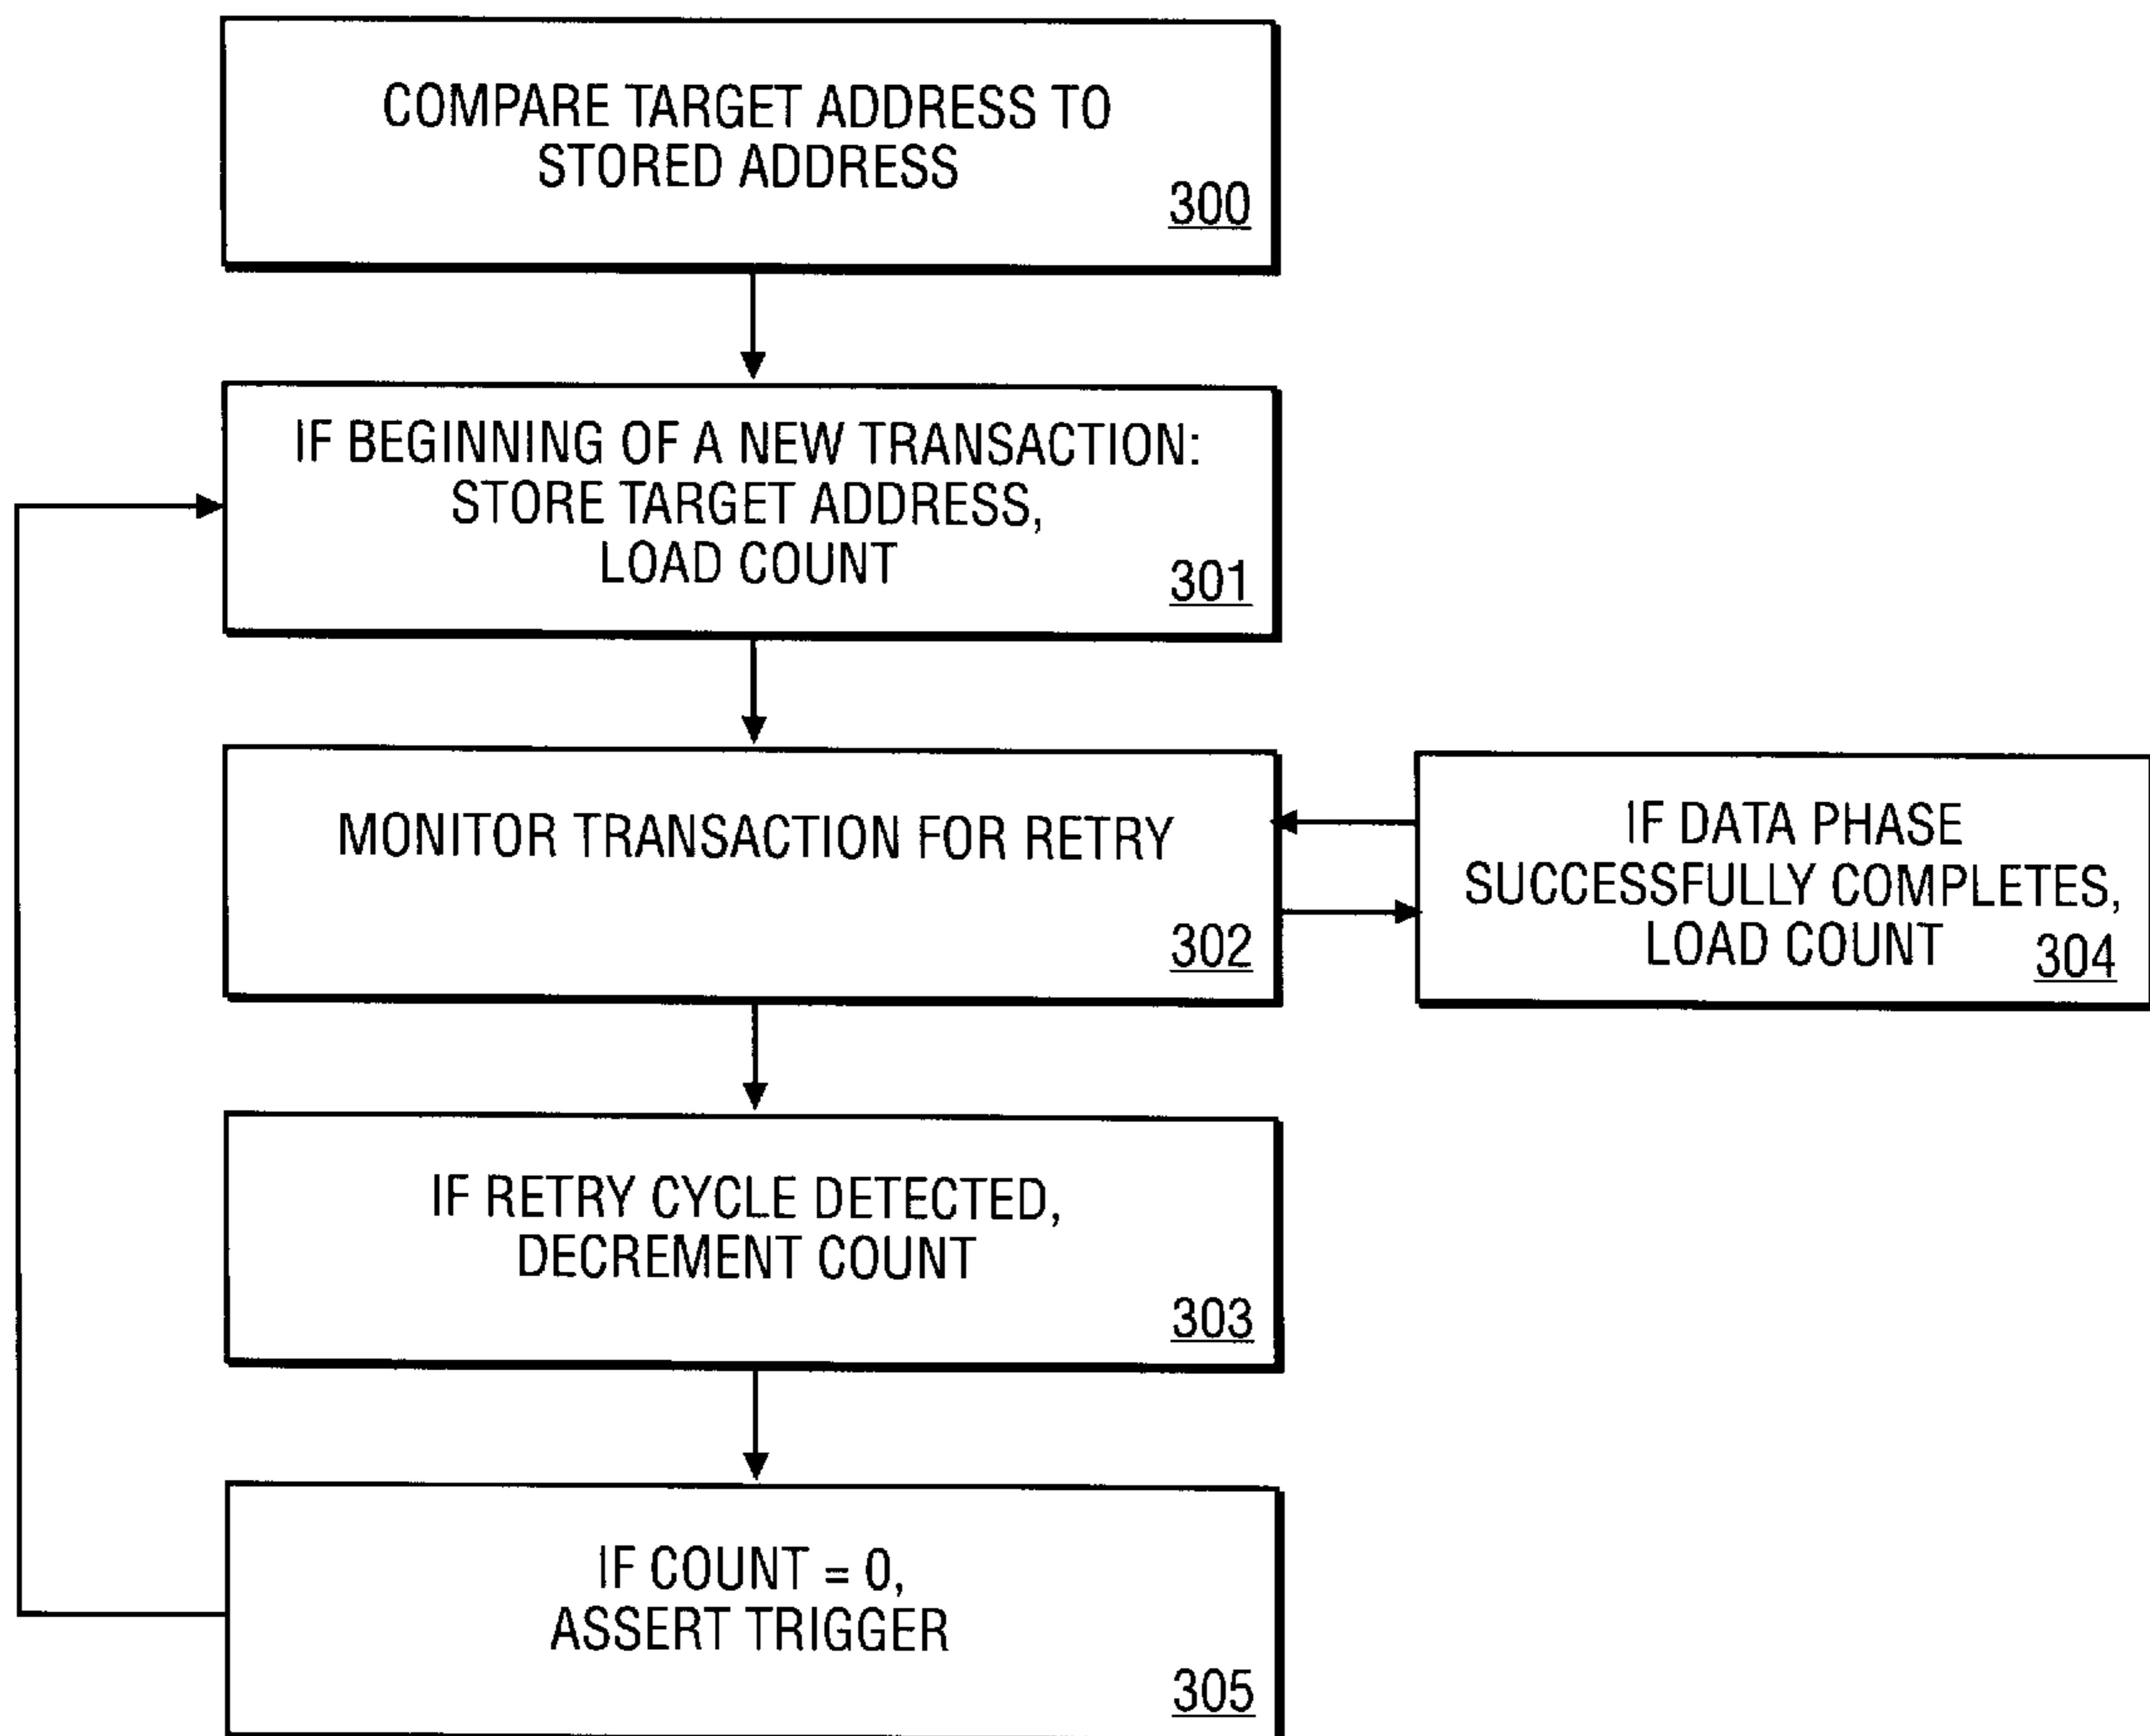 COMPARE TARGET ADDRESS TO
STORED ADDRESS
300
IF BEGINNING OF A NEW TRANSACTION:
STORE TARGET ADDRESS,
LOAD COUNT
301
MONITOR TRANSACTION FOR RETRY
302
IF DATA PHASE
SUCCESSFULLY COMPLETES,
LOAD COUNT
304
IF RETRY CYCLE DETECTED,
DECREMENT COUNT
303
IF COUNT = 0,
ASSERT TRIGGER
305